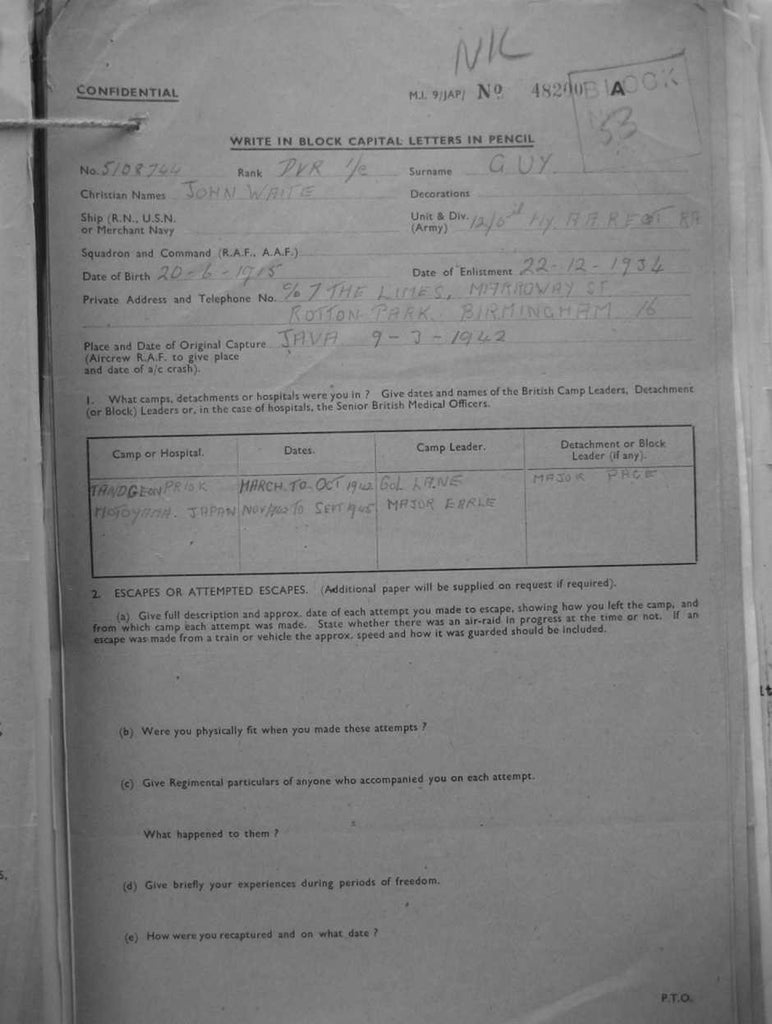 NIL
CONFIDENTIAL M.I. 9/JAP/ No 48200 A BLOCK
53
WRITE IN BLOCK CAPITAL LETTERS IN PENCIL
No. 5108744 Rank DVR i/c Surname GUY
Christian Names JOHN WAITE Decorations
Ship (R.N., U.S.N. Unit & Div.
or Merchant Navy (Army) HY. AA REGT RA
Squadron and Command (R.A.F., A.A.F.)
Date of Birth 20-6-1915 Date of Enlistment 22-12-1934
Private Address and Telephone No. c/o 7 THE LIMES, MARROWAY ST
ROTTON PARK. BIRMINGHAM 16
Place and Date of Original Capture JAVA 9-3-1942
(Aircrew R.A.F. to give place
and date of a/c crash).
1. What camps, detachments or hospitals were you in ? Give dates and names of the British Camp Leaders, Detachment
(or Block) Leaders or, in the case of hospitals, the Senior British Medical Officers.
Camp or Hospital. Dates. Camp Leader. Detachment or Block
Leader (if any).
TANDGEON PRIOK MARCH TO OCT 1942 COL LANE MAJOR PAGE
MOTOYAMA. JAPAN NOV 1942 TO SEPT 1945 MAJOR EARLE
2. ESCAPES OR ATTEMPTED ESCAPES. (Additional paper will be supplied on request if required).
(a) Give full description and approx. date of each attempt you made to escape, showing how you left the camp, and
from which camp each attempt was made. State whether there was an air-raid in progress at the time or not. If an
escape was made from a train or vehicle the approx. speed and how it was guarded should be included.
(b) Were you physically fit when you made these attempts ?
(c) Give Regimental particulars of anyone who accompanied you on each attempt.
What happened to them ?
(d) Give briefly your experiences during periods of freedom.
(e) How were you recaptured and on what date ?
P.T.O.